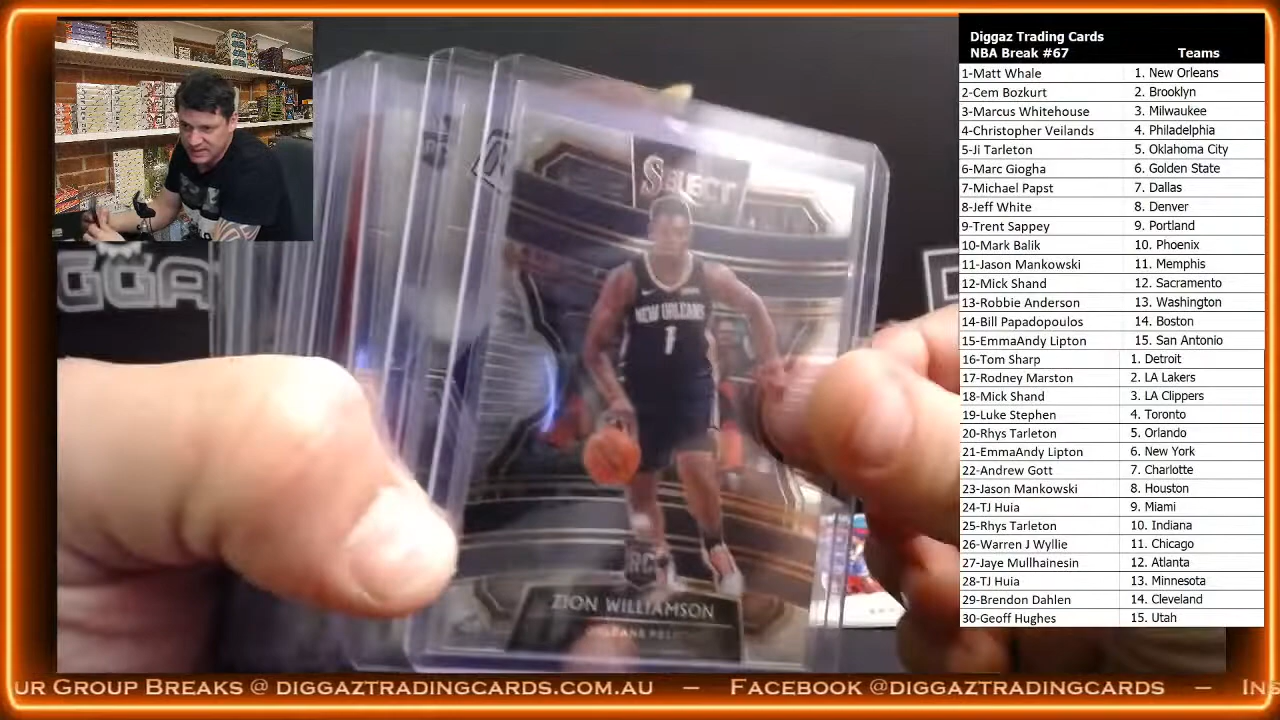 Diggaz Trading Cards
NBA Break #67 Teams
1-Matt Whale 1. New Orleans
2-Cem Bozkurt 2. Brooklyn
3-Marcus Whitehouse 3. Milwaukee
4-Christopher Veilands 4. Philadelphia
5-Ji Tarleton 5. Oklahoma City
6-Marc Giogha 6. Golden State
7-Michael Papst 7. Dallas
8-Jeff White 8. Denver
9-Trent Sappey 9. Portland
10-Mark Balik 10. Phoenix
11-Jason Mankowski 11. Memphis
12-Mick Shand 12. Sacramento
13-Robbie Anderson 13. Washington
14-Bill Papadopoulos 14. Boston
15-EmmaAndy Lipton 15. San Antonio
16-Tom Sharp 1. Detroit
17-Rodney Marston 2. LA Lakers
18-Mick Shand 3. LA Clippers
19-Luke Stephen 4. Toronto
20-Rhys Tarleton 5. Orlando
21-EmmaAndy Lipton 6. New York
22-Andrew Gott 7. Charlotte
23-Jason Mankowski 8. Houston
24-TJ Huia 9. Miami
25-Rhys Tarleton 10. Indiana
26-Warren J Wyllie 11. Chicago
27-Jaye Mullhainesin 12. Atlanta
28-TJ Huia 13. Minnesota
29-Brendon Dahlen 14. Cleveland
30-Geoff Hughes 15. Utah
SELECT
NEW ORLEANS
1
RC
ZION WILLIAMSON
UR GROUP BREAKS @ DIGGAZTRADINGCARDS.COM.AU – FACEBOOK @DIGGAZTRADINGCARDS – INS